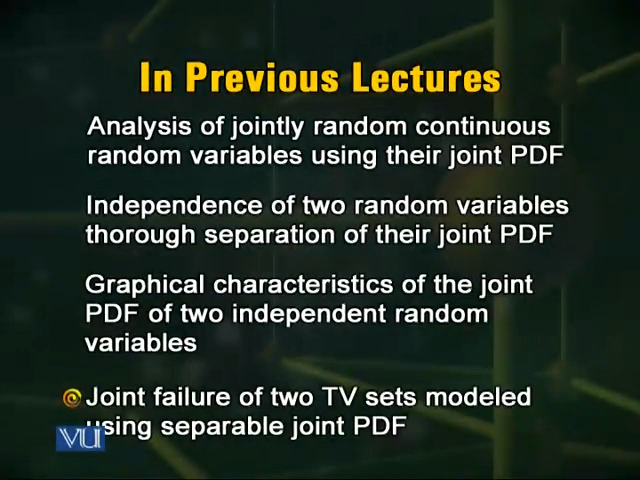 In Previous Lectures
Analysis of jointly random continuous
random variables using their joint PDF
Independence of two random variables
thorough separation of their joint PDF
Graphical characteristics of the joint
PDF of two independent random
variables
Joint failure of two TV sets modeled
using separable joint PDF
VU